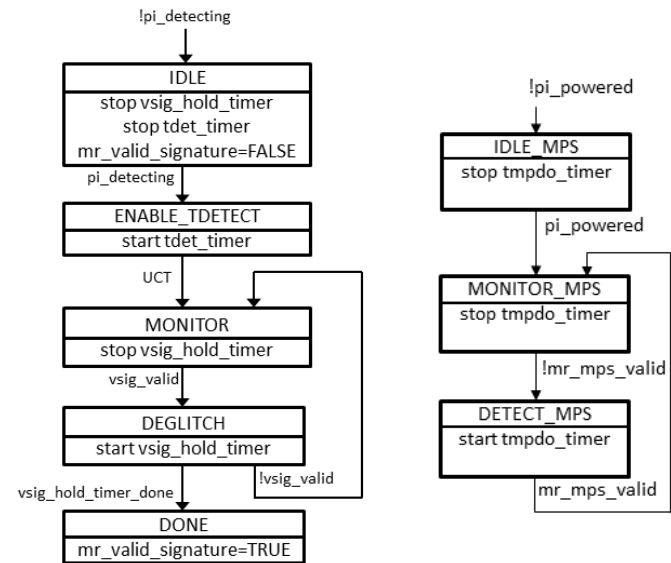 !pi_detecting
IDLE
stop vsig_hold_timer
stop tdet_timer
mr_valid_signature=FALSE
pi_detecting
ENABLE_TDETECT
start tdet_timer
UCT
MONITOR
stop vsig_hold_timer
vsig_valid
DEGLITCH
start vsig_hold_timer
!vsig_valid
vsig_hold_timer_done
DONE
mr_valid_signature=TRUE
!pi_powered
IDLE_MPS
stop tmpdo_timer
pi_powered
MONITOR_MPS
stop tmpdo_timer
!mr_mps_valid
DETECT_MPS
start tmpdo_timer
mr_mps_valid